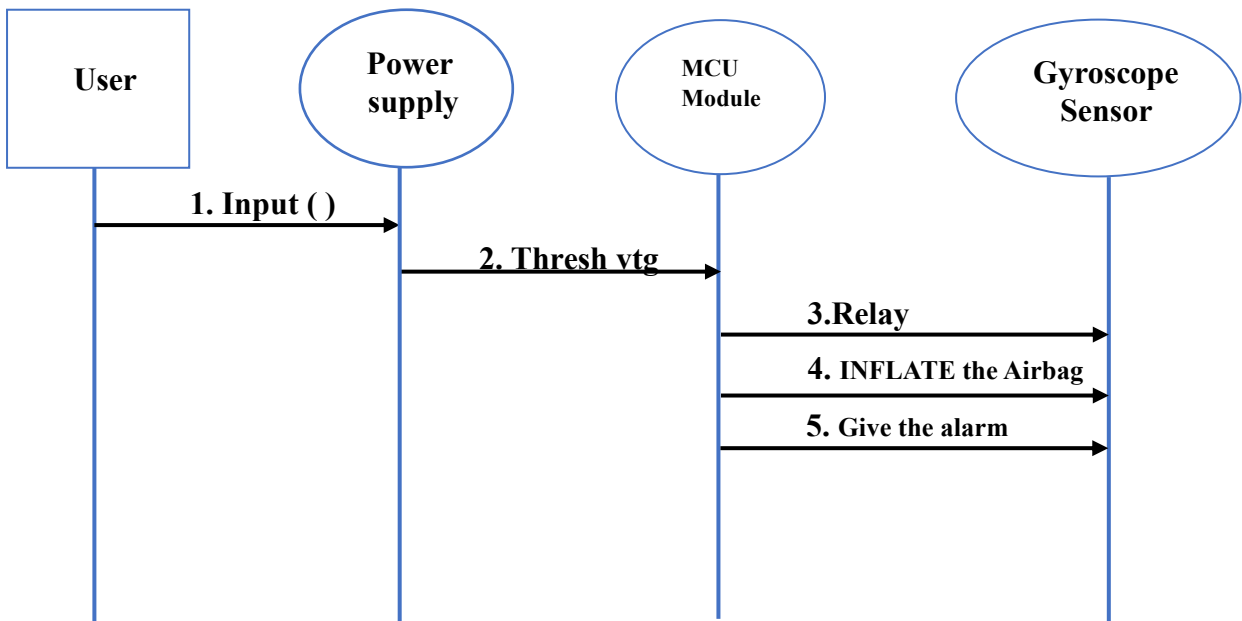 User
Power
supply
MCU
Module
Gyroscope
Sensor
1. Input ( )
2. Thresh vtg
3.Relay
4. INFLATE the Airbag
5. Give the alarm